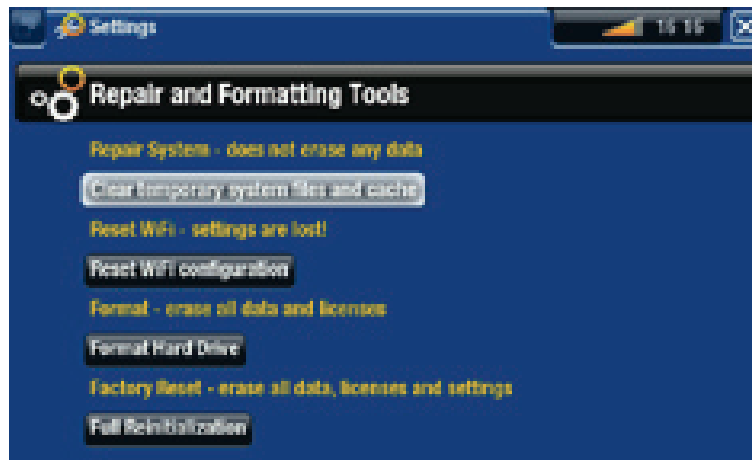 Settings
16 16
Repair and Formatting Tools
Repair System - does not erase any data
Clear temporary system files and cache
Reset WiFi - settings are lost!
Reset WiFi configuration
Format - erase all data and licenses
Format Hard Drive
Factory Reset - erase all data, licenses and settings
Full Reinitialization